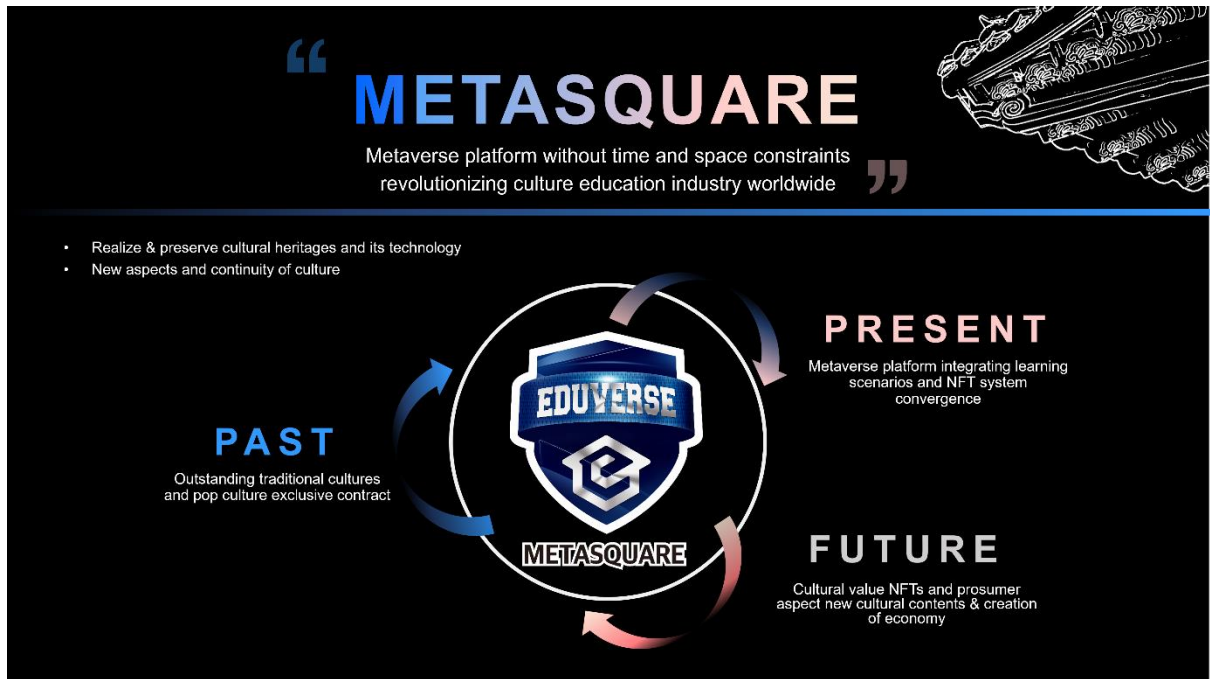 “
METASQUARE
Metaverse platform without time and space constraints
revolutionizing culture education industry worldwide
”
• Realize & preserve cultural heritages and its technology
• New aspects and continuity of culture
PRESENT
Metaverse platform integrating learning
scenarios and NFT system
convergence
EDUVERSE
METASQUARE
PAST
Outstanding traditional cultures
and pop culture exclusive contract
FUTURE
Cultural value NFTs and prosumer
aspect new cultural contents & creation
of economy